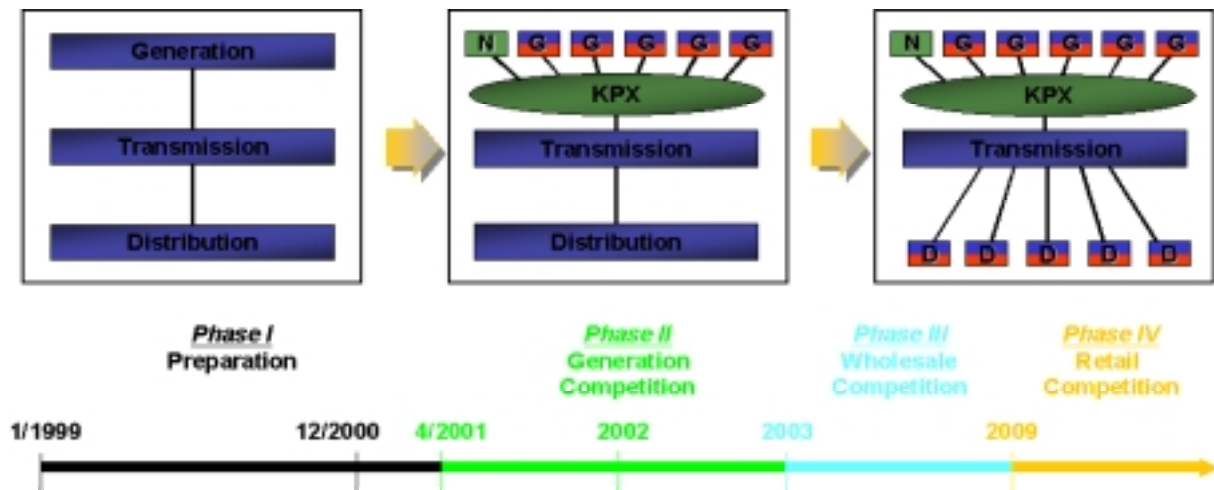 Generation
Transmission
Distribution
N G G G G G
KPX
Transmission
Distribution
N G G G G G
KPX
Transmission
D D D D D
Phase I
Preparation
Phase II
Generation
Competition
Phase III
Wholesale
Competition
Phase IV
Retail
Competition
1/1999 12/2000 4/2001 2002 2003 2009